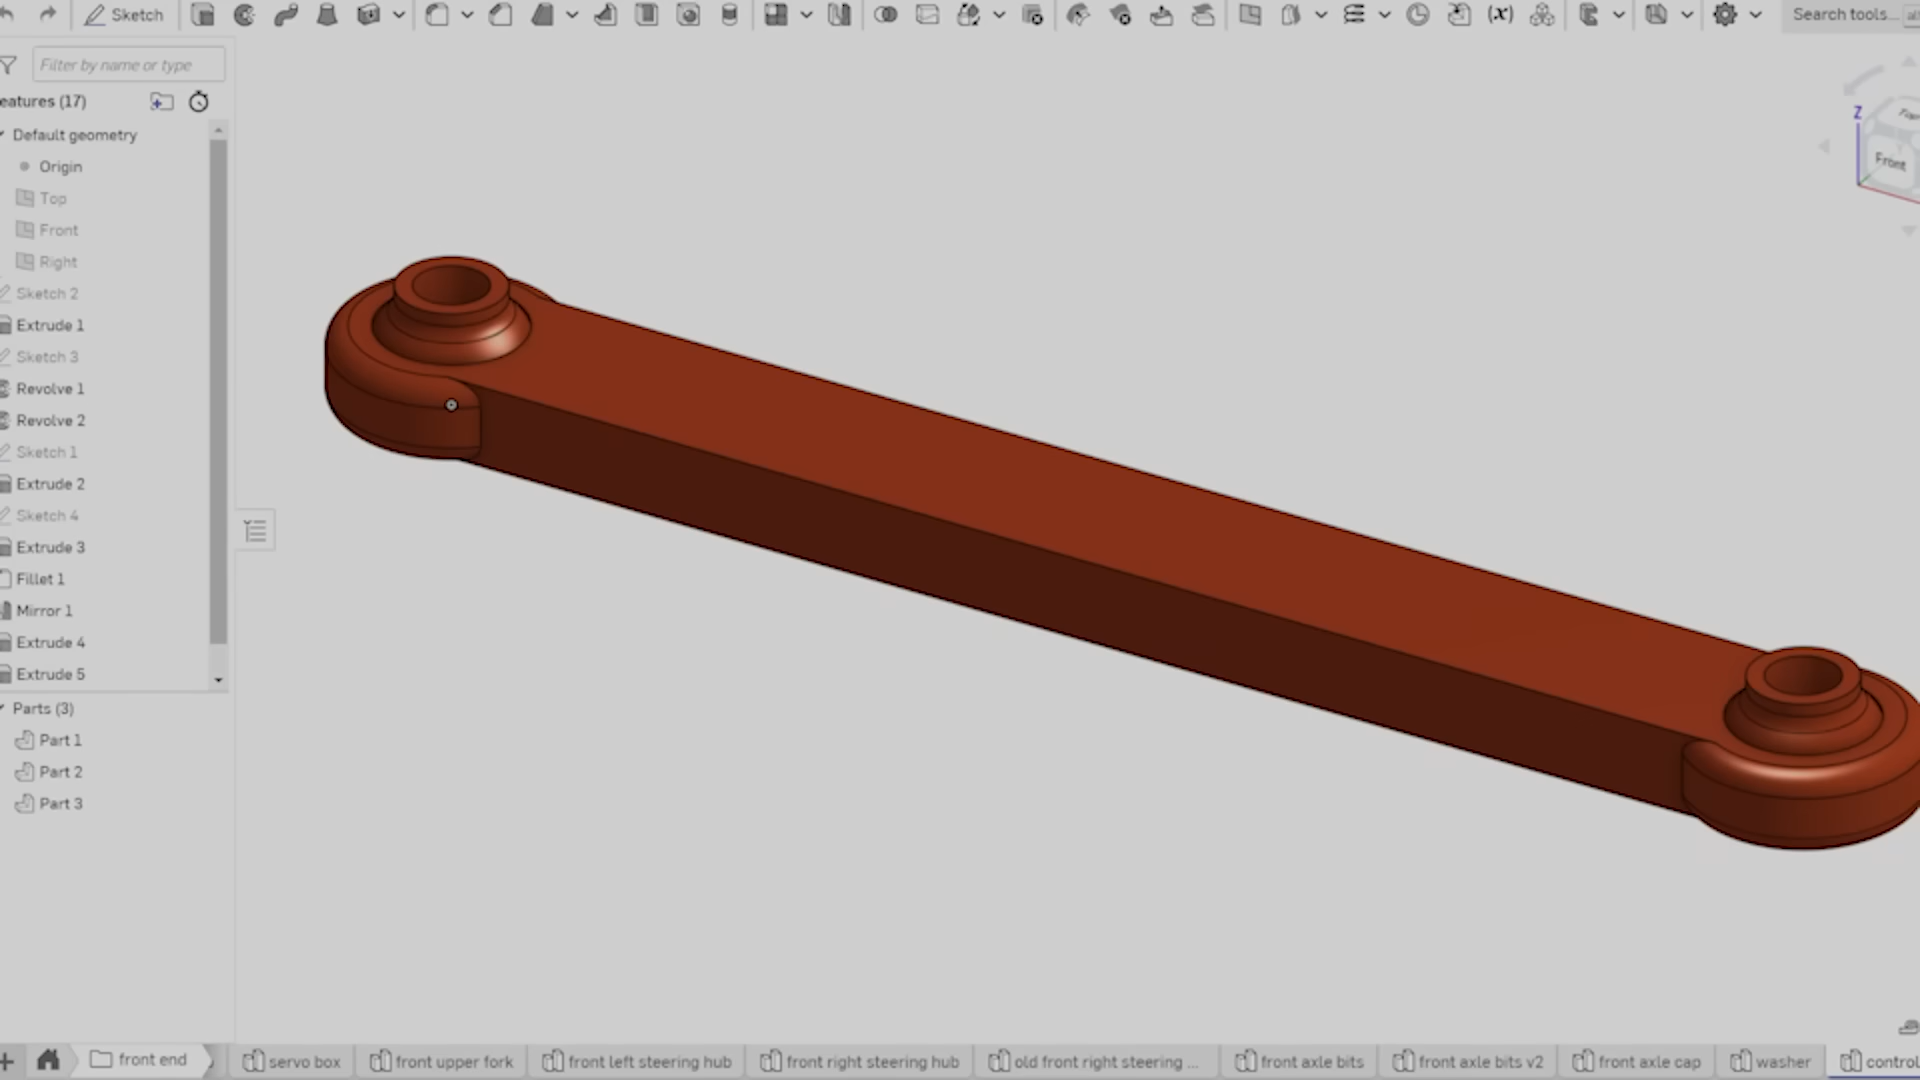 Sketch
Search tools...
Filter by name or type
eatures (17)
Default geometry
Origin
Top
Front
Right
Sketch 2
Extrude 1
Sketch 3
Revolve 1
Revolve 2
Sketch 1
Extrude 2
Sketch 4
Extrude 3
Fillet 1
Mirror 1
Extrude 4
Extrude 5
Parts (3)
Part 1
Part 2
Part 3
Z
Front
(x)
front end
servo box
front upper fork
front left steering hub
front right steering hub
old front right steering ...
front axle bits
front axle bits v2
front axle cap
washer
control